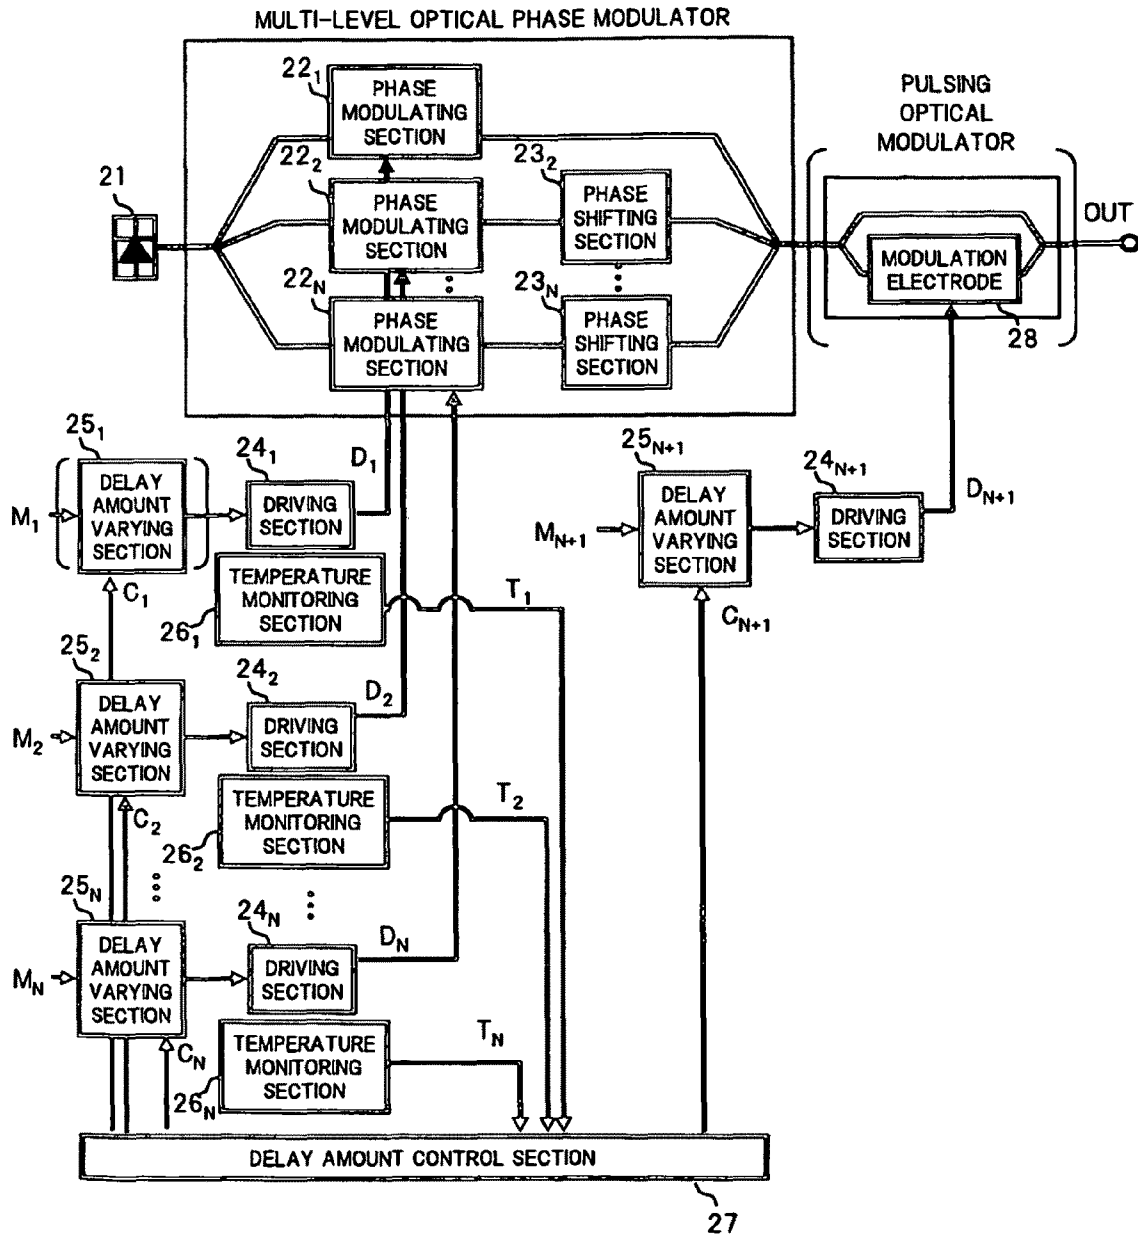 MULTI-LEVEL OPTICAL PHASE MODULATOR
22₁
PHASE
MODULATING
SECTION
PULSING
OPTICAL
MODULATOR
21
22₂
PHASE
MODULATING
SECTION
23₂
PHASE
SHIFTING
SECTION
OUT
MODULATION
ELECTRODE
28
22N
PHASE
MODULATING
SECTION
23N
PHASE
SHIFTING
SECTION
25₁
DELAY
AMOUNT
VARYING
SECTION
M₁
C₁
24₁
DRIVING
SECTION
D₁
TEMPERATURE
MONITORING
SECTION
26₁
T₁
25N+1
DELAY
AMOUNT
VARYING
SECTION
MN+1
CN+1
24N+1
DRIVING
SECTION
DN+1
25₂
DELAY
AMOUNT
VARYING
SECTION
M₂
C₂
24₂
DRIVING
SECTION
D₂
TEMPERATURE
MONITORING
SECTION
26₂
T₂
25N
DELAY
AMOUNT
VARYING
SECTION
MN
CN
24N
DRIVING
SECTION
DN
TEMPERATURE
MONITORING
SECTION
26N
TN
DELAY AMOUNT CONTROL SECTION
27